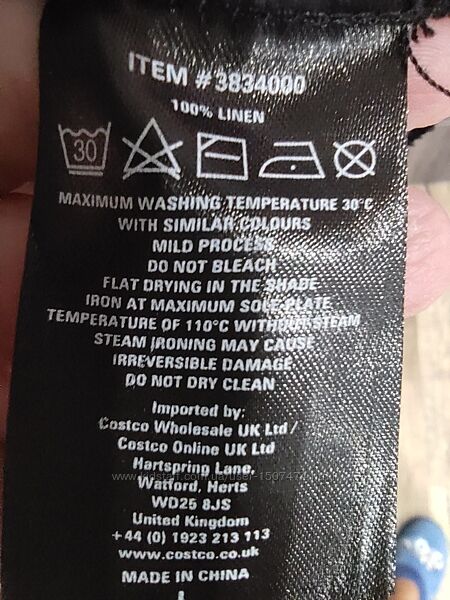 ITEM #3834000
100% LINEN
30
MAXIMUM WASHING TEMPERATURE 30°C
WITH SIMILAR COLOURS
MILD PROCESS
DO NOT BLEACH
FLAT DRYING IN THE SHADE
IRON AT MAXIMUM SOLE PLATE
TEMPERATURE OF 110°C WITHOUT STEAM
STEAM IRONING MAY CAUSE
IRREVERSIBLE DAMAGE
DO NOT DRY CLEAN
Imported by:
Costco Wholesale UK Ltd /
Costco Online UK Ltd
Hartspring Lane,
Watford, Herts
WD25 8JS
United Kingdom
+44 (0) 1923 213 113
www.costco.co.uk
MADE IN CHINA